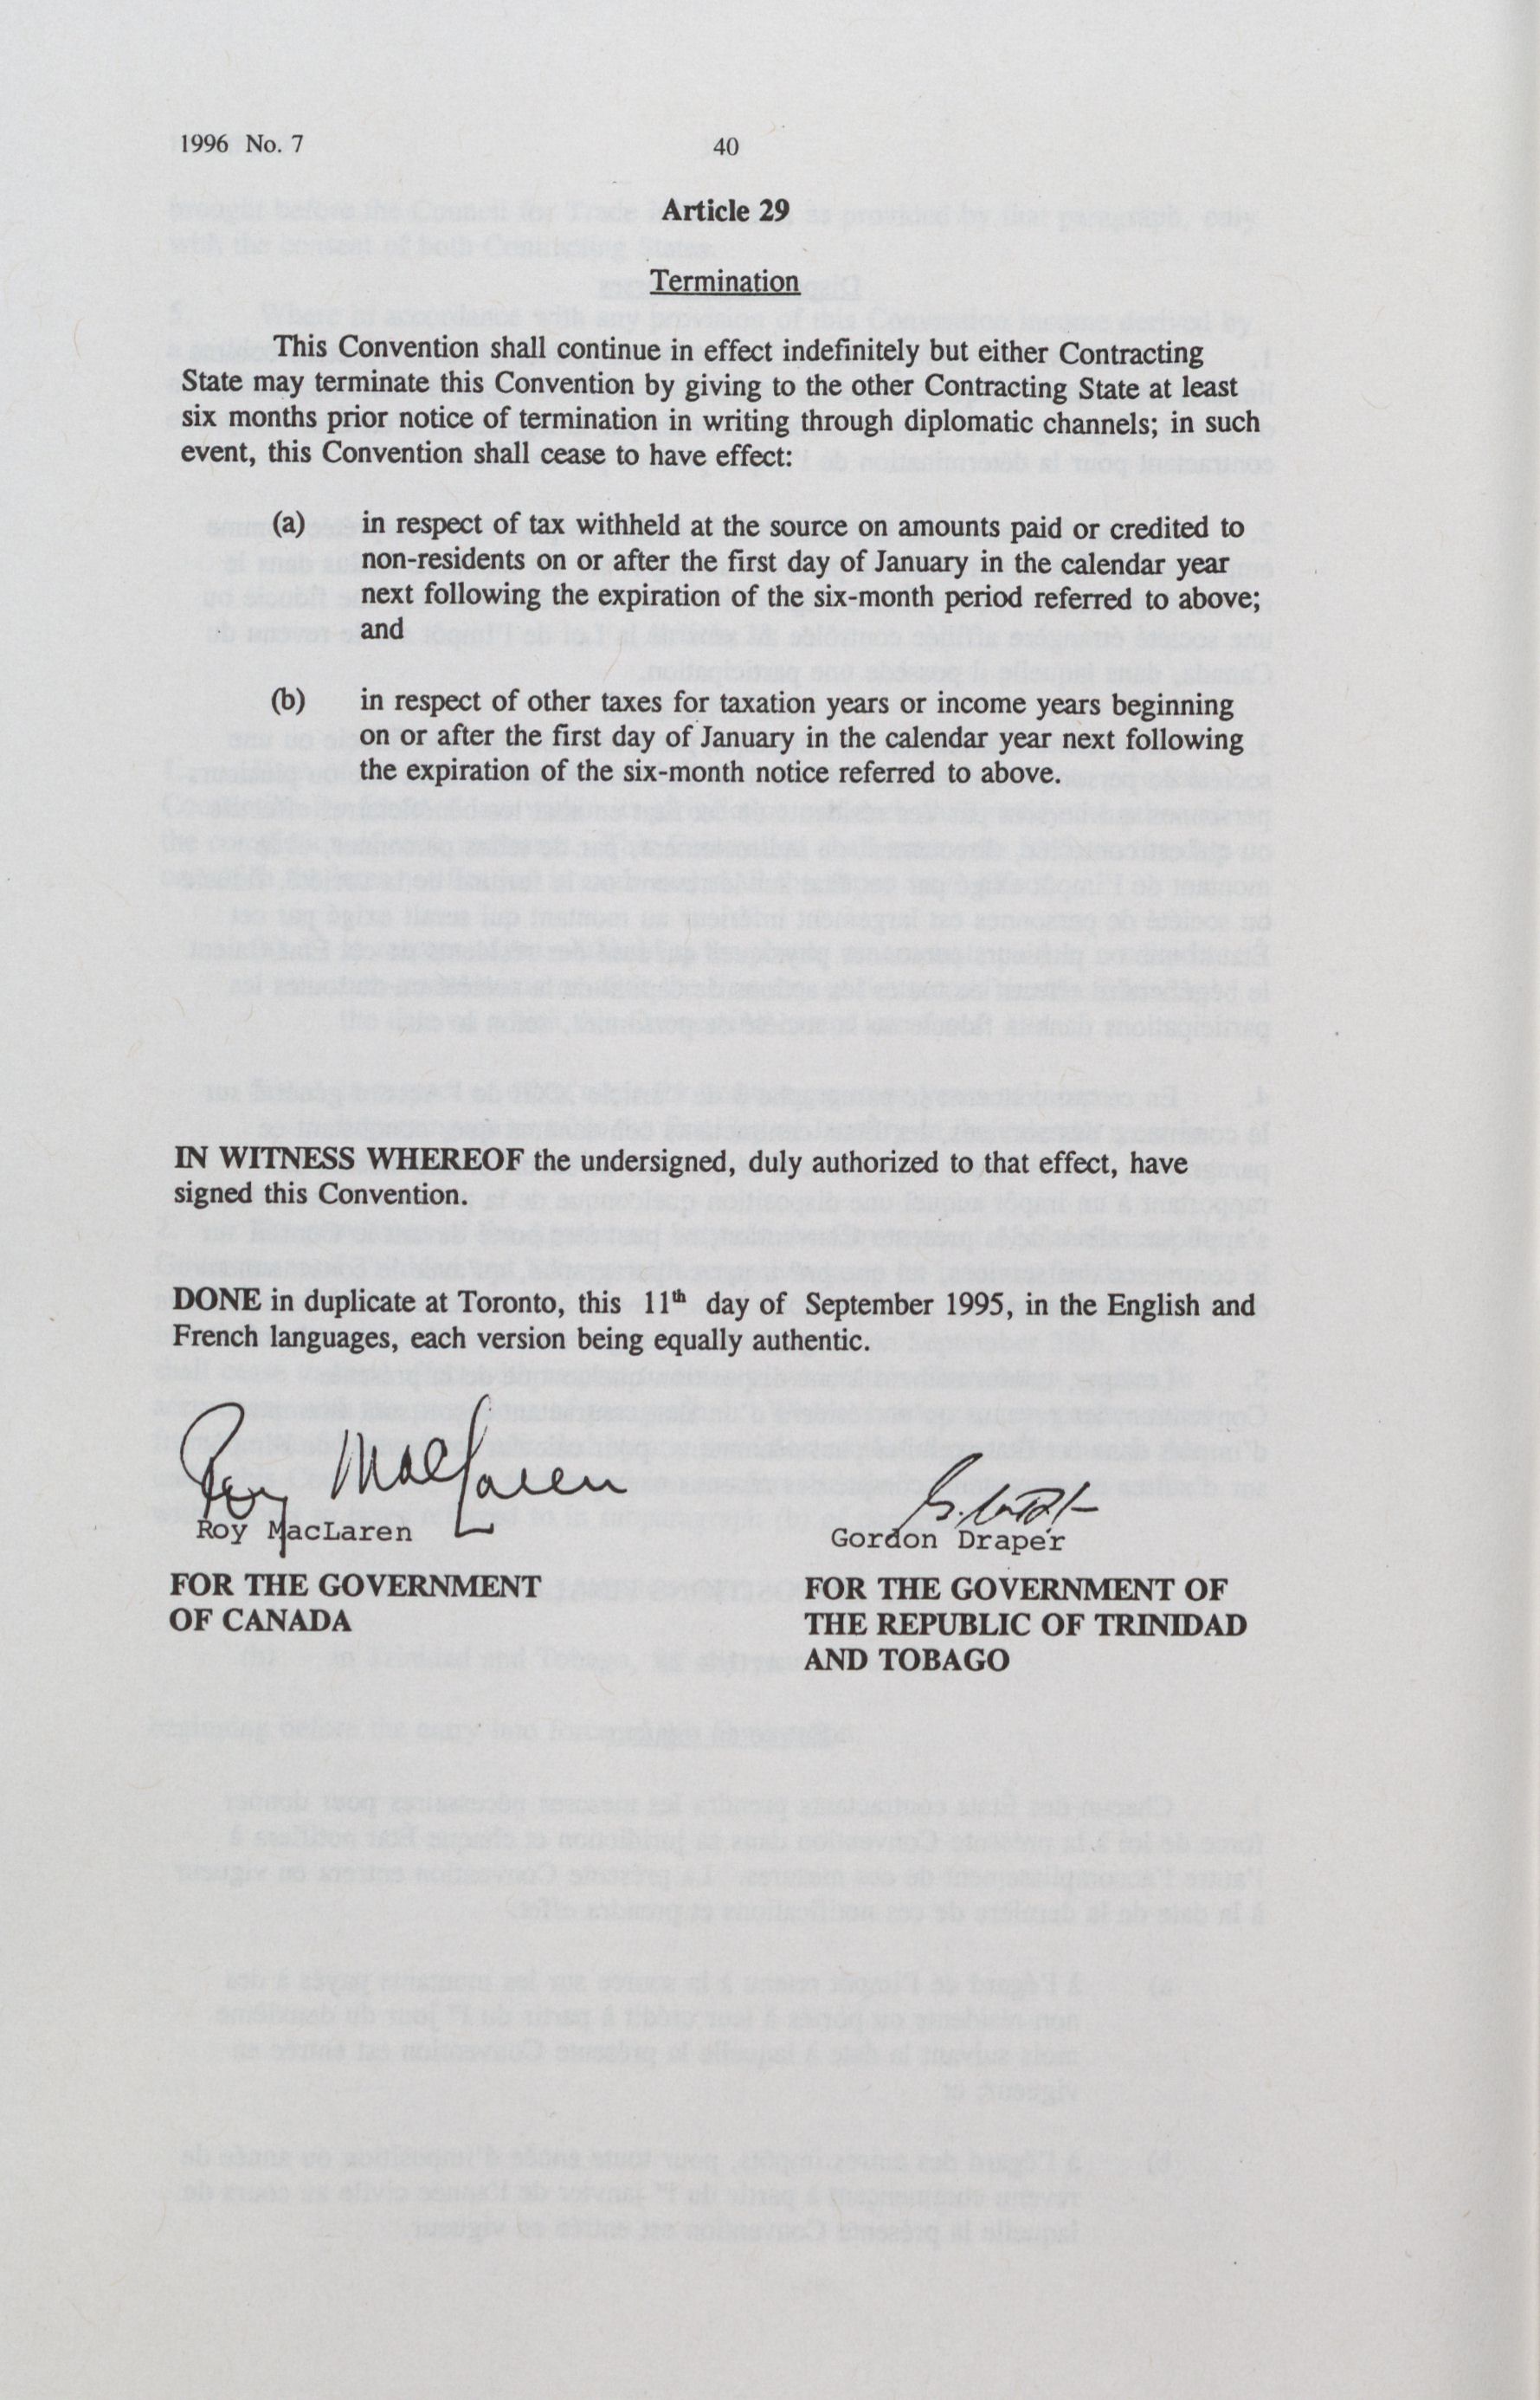 1996 No. 7
40
Article 29
Termination
This Convention shall continue in effect indefinitely but either Contracting
State may terminate this Convention by giving to the other Contracting State at least
six months prior notice of termination in writing through diplomatic channels; in such
event, this Convention shall cease to have effect:
(a) in respect of tax withheld at the source on amounts paid or credited to
non-residents on or after the first day of January in the calendar year
next following the expiration of the six-month period referred to above;
and
(b) in respect of other taxes for taxation years or income years beginning
on or after the first day of January in the calendar year next following
the expiration of the six-month notice referred to above.
IN WITNESS WHEREOF the undersigned, duly authorized to that effect, have
signed this Convention.
DONE in duplicate at Toronto, this 11th day of September 1995, in the English and
French languages, each version being equally authentic.
Roy MacLaren
Roy MacLaren
Gordon Draper
FOR THE GOVERNMENT
OF CANADA
FOR THE GOVERNMENT OF
THE REPUBLIC OF TRINIDAD
AND TOBAGO